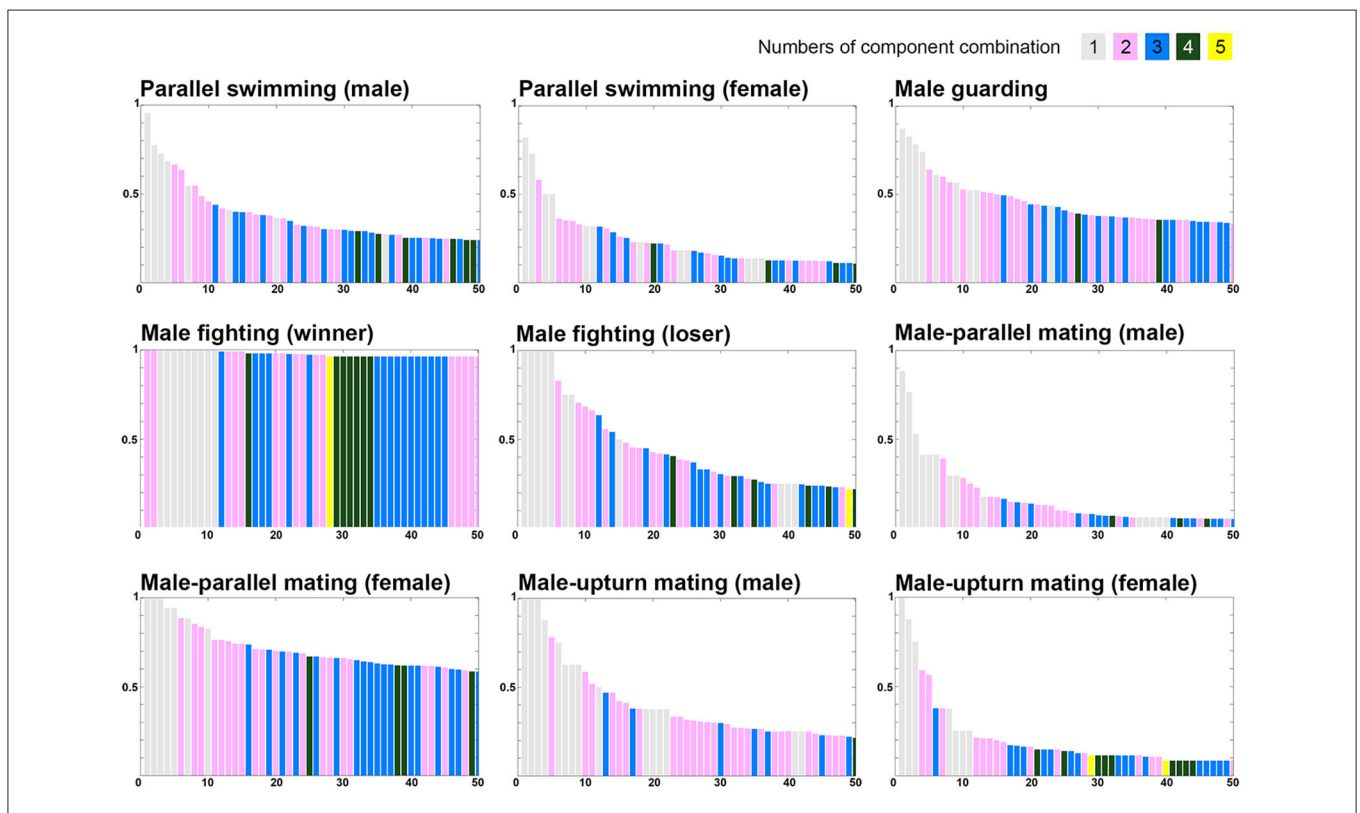 Numbers of component combination 1 2 3 4 5
Parallel swimming (male) Parallel swimming (female) Male guarding
1 1 1
0.5 0.5 0.5
0 10 20 30 40 50 0 10 20 30 40 50 0 10 20 30 40 50
Male fighting (winner) Male fighting (loser) Male-parallel mating (male)
1 1 1
0.5 0.5 0.5
0 10 20 30 40 50 0 10 20 30 40 50 0 10 20 30 40 50
Male-parallel mating (female) Male-upturn mating (male) Male-upturn mating (female)
1 1 1
0.5 0.5 0.5
0 10 20 30 40 50 0 10 20 30 40 50 0 10 20 30 40 50